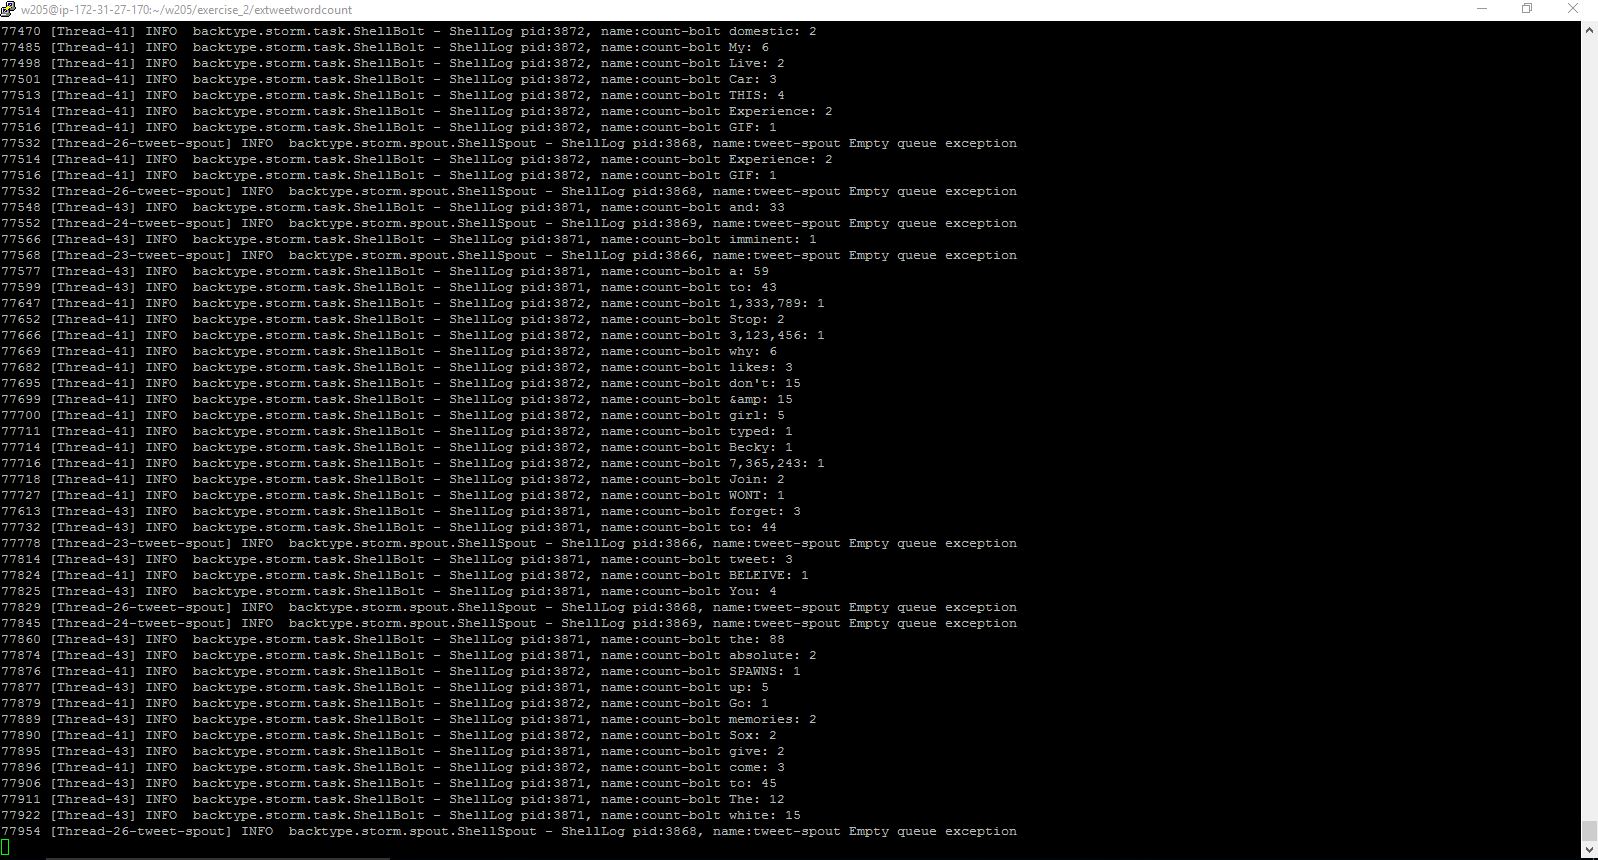 w205@ip-172-31-27-170:~/w205/exercise_2/extweetwordcount
77470 [Thread-41] INFO  backtype.storm.task.ShellBolt - ShellLog pid:3872, name:count-bolt domestic: 2
77485 [Thread-41] INFO  backtype.storm.task.ShellBolt - ShellLog pid:3872, name:count-bolt My: 6
77498 [Thread-41] INFO  backtype.storm.task.ShellBolt - ShellLog pid:3872, name:count-bolt Live: 2
77501 [Thread-41] INFO  backtype.storm.task.ShellBolt - ShellLog pid:3872, name:count-bolt Car: 3
77513 [Thread-41] INFO  backtype.storm.task.ShellBolt - ShellLog pid:3872, name:count-bolt THIS: 4
77514 [Thread-41] INFO  backtype.storm.task.ShellBolt - ShellLog pid:3872, name:count-bolt Experience: 2
77516 [Thread-41] INFO  backtype.storm.task.ShellBolt - ShellLog pid:3872, name:count-bolt GIF: 1
77532 [Thread-26-tweet-spout] INFO  backtype.storm.spout.ShellSpout - ShellLog pid:3868, name:tweet-spout Empty queue exception
77514 [Thread-41] INFO  backtype.storm.task.ShellBolt - ShellLog pid:3872, name:count-bolt Experience: 2
77516 [Thread-41] INFO  backtype.storm.task.ShellBolt - ShellLog pid:3872, name:count-bolt GIF: 1
77532 [Thread-26-tweet-spout] INFO  backtype.storm.spout.ShellSpout - ShellLog pid:3868, name:tweet-spout Empty queue exception
77548 [Thread-43] INFO  backtype.storm.task.ShellBolt - ShellLog pid:3871, name:count-bolt and: 33
77552 [Thread-24-tweet-spout] INFO  backtype.storm.spout.ShellSpout - ShellLog pid:3869, name:tweet-spout Empty queue exception
77566 [Thread-43] INFO  backtype.storm.task.ShellBolt - ShellLog pid:3871, name:count-bolt imminent: 1
77568 [Thread-23-tweet-spout] INFO  backtype.storm.spout.ShellSpout - ShellLog pid:3866, name:tweet-spout Empty queue exception
77577 [Thread-43] INFO  backtype.storm.task.ShellBolt - ShellLog pid:3871, name:count-bolt a: 59
77599 [Thread-43] INFO  backtype.storm.task.ShellBolt - ShellLog pid:3871, name:count-bolt to: 43
77647 [Thread-41] INFO  backtype.storm.task.ShellBolt - ShellLog pid:3872, name:count-bolt 1,333,789: 1
77652 [Thread-41] INFO  backtype.storm.task.ShellBolt - ShellLog pid:3872, name:count-bolt Stop: 2
77666 [Thread-41] INFO  backtype.storm.task.ShellBolt - ShellLog pid:3872, name:count-bolt 3,123,456: 1
77669 [Thread-41] INFO  backtype.storm.task.ShellBolt - ShellLog pid:3872, name:count-bolt why: 6
77682 [Thread-41] INFO  backtype.storm.task.ShellBolt - ShellLog pid:3872, name:count-bolt likes: 3
77695 [Thread-41] INFO  backtype.storm.task.ShellBolt - ShellLog pid:3872, name:count-bolt don't: 15
77699 [Thread-41] INFO  backtype.storm.task.ShellBolt - ShellLog pid:3872, name:count-bolt &amp: 15
77700 [Thread-41] INFO  backtype.storm.task.ShellBolt - ShellLog pid:3872, name:count-bolt girl: 5
77711 [Thread-41] INFO  backtype.storm.task.ShellBolt - ShellLog pid:3872, name:count-bolt typed: 1
77714 [Thread-41] INFO  backtype.storm.task.ShellBolt - ShellLog pid:3872, name:count-bolt Becky: 1
77716 [Thread-41] INFO  backtype.storm.task.ShellBolt - ShellLog pid:3872, name:count-bolt 7,365,243: 1
77718 [Thread-41] INFO  backtype.storm.task.ShellBolt - ShellLog pid:3872, name:count-bolt Join: 2
77727 [Thread-41] INFO  backtype.storm.task.ShellBolt - ShellLog pid:3872, name:count-bolt WONT: 1
77613 [Thread-43] INFO  backtype.storm.task.ShellBolt - ShellLog pid:3871, name:count-bolt forget: 3
77732 [Thread-43] INFO  backtype.storm.task.ShellBolt - ShellLog pid:3871, name:count-bolt to: 44
77778 [Thread-23-tweet-spout] INFO  backtype.storm.spout.ShellSpout - ShellLog pid:3866, name:tweet-spout Empty queue exception
77814 [Thread-43] INFO  backtype.storm.task.ShellBolt - ShellLog pid:3871, name:count-bolt tweet: 3
77824 [Thread-41] INFO  backtype.storm.task.ShellBolt - ShellLog pid:3872, name:count-bolt BELEIVE: 1
77825 [Thread-43] INFO  backtype.storm.task.ShellBolt - ShellLog pid:3871, name:count-bolt You: 4
77829 [Thread-26-tweet-spout] INFO  backtype.storm.spout.ShellSpout - ShellLog pid:3868, name:tweet-spout Empty queue exception
77845 [Thread-24-tweet-spout] INFO  backtype.storm.spout.ShellSpout - ShellLog pid:3869, name:tweet-spout Empty queue exception
77860 [Thread-43] INFO  backtype.storm.task.ShellBolt - ShellLog pid:3871, name:count-bolt the: 88
77874 [Thread-43] INFO  backtype.storm.task.ShellBolt - ShellLog pid:3871, name:count-bolt absolute: 2
77876 [Thread-41] INFO  backtype.storm.task.ShellBolt - ShellLog pid:3872, name:count-bolt SPAWNS: 1
77877 [Thread-43] INFO  backtype.storm.task.ShellBolt - ShellLog pid:3871, name:count-bolt up: 5
77879 [Thread-41] INFO  backtype.storm.task.ShellBolt - ShellLog pid:3872, name:count-bolt Go: 1
77889 [Thread-43] INFO  backtype.storm.task.ShellBolt - ShellLog pid:3871, name:count-bolt memories: 2
77890 [Thread-41] INFO  backtype.storm.task.ShellBolt - ShellLog pid:3872, name:count-bolt Sox: 2
77895 [Thread-43] INFO  backtype.storm.task.ShellBolt - ShellLog pid:3871, name:count-bolt give: 2
77896 [Thread-41] INFO  backtype.storm.task.ShellBolt - ShellLog pid:3872, name:count-bolt come: 3
77906 [Thread-43] INFO  backtype.storm.task.ShellBolt - ShellLog pid:3871, name:count-bolt to: 45
77911 [Thread-43] INFO  backtype.storm.task.ShellBolt - ShellLog pid:3871, name:count-bolt The: 12
77922 [Thread-43] INFO  backtype.storm.task.ShellBolt - ShellLog pid:3871, name:count-bolt white: 15
77954 [Thread-26-tweet-spout] INFO  backtype.storm.spout.ShellSpout - ShellLog pid:3868, name:tweet-spout Empty queue exception